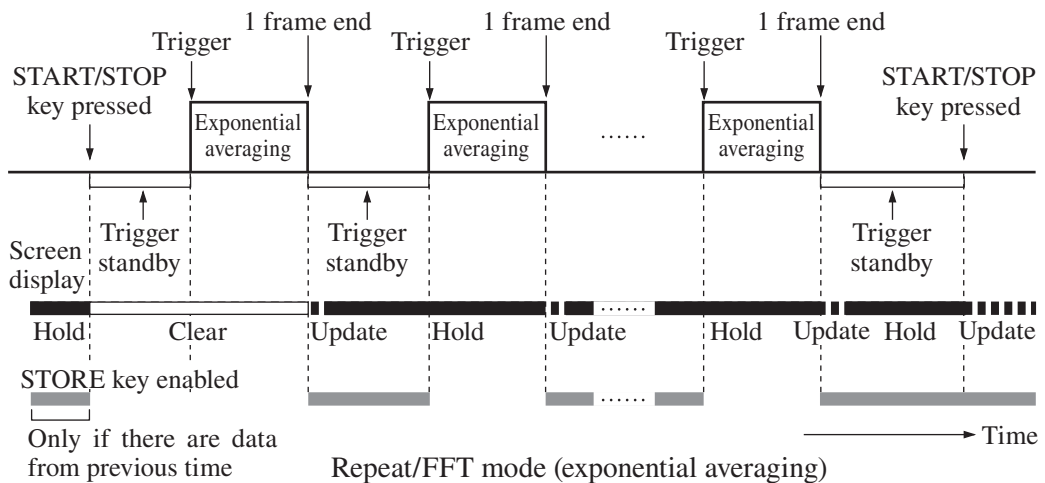 1 frame end
1 frame end
1 frame end
Trigger
Trigger
Trigger
START/STOP
key pressed
START/STOP
key pressed
Exponential
averaging
Exponential
averaging
......
Exponential
averaging
Trigger
standby
Trigger
standby
Trigger
standby
Screen
display
......
Hold
Clear
Update
Hold
Update
Hold
Update
Hold
Update
STORE key enabled
......
Only if there are data
from previous time
Time
Repeat/FFT mode (exponential averaging)